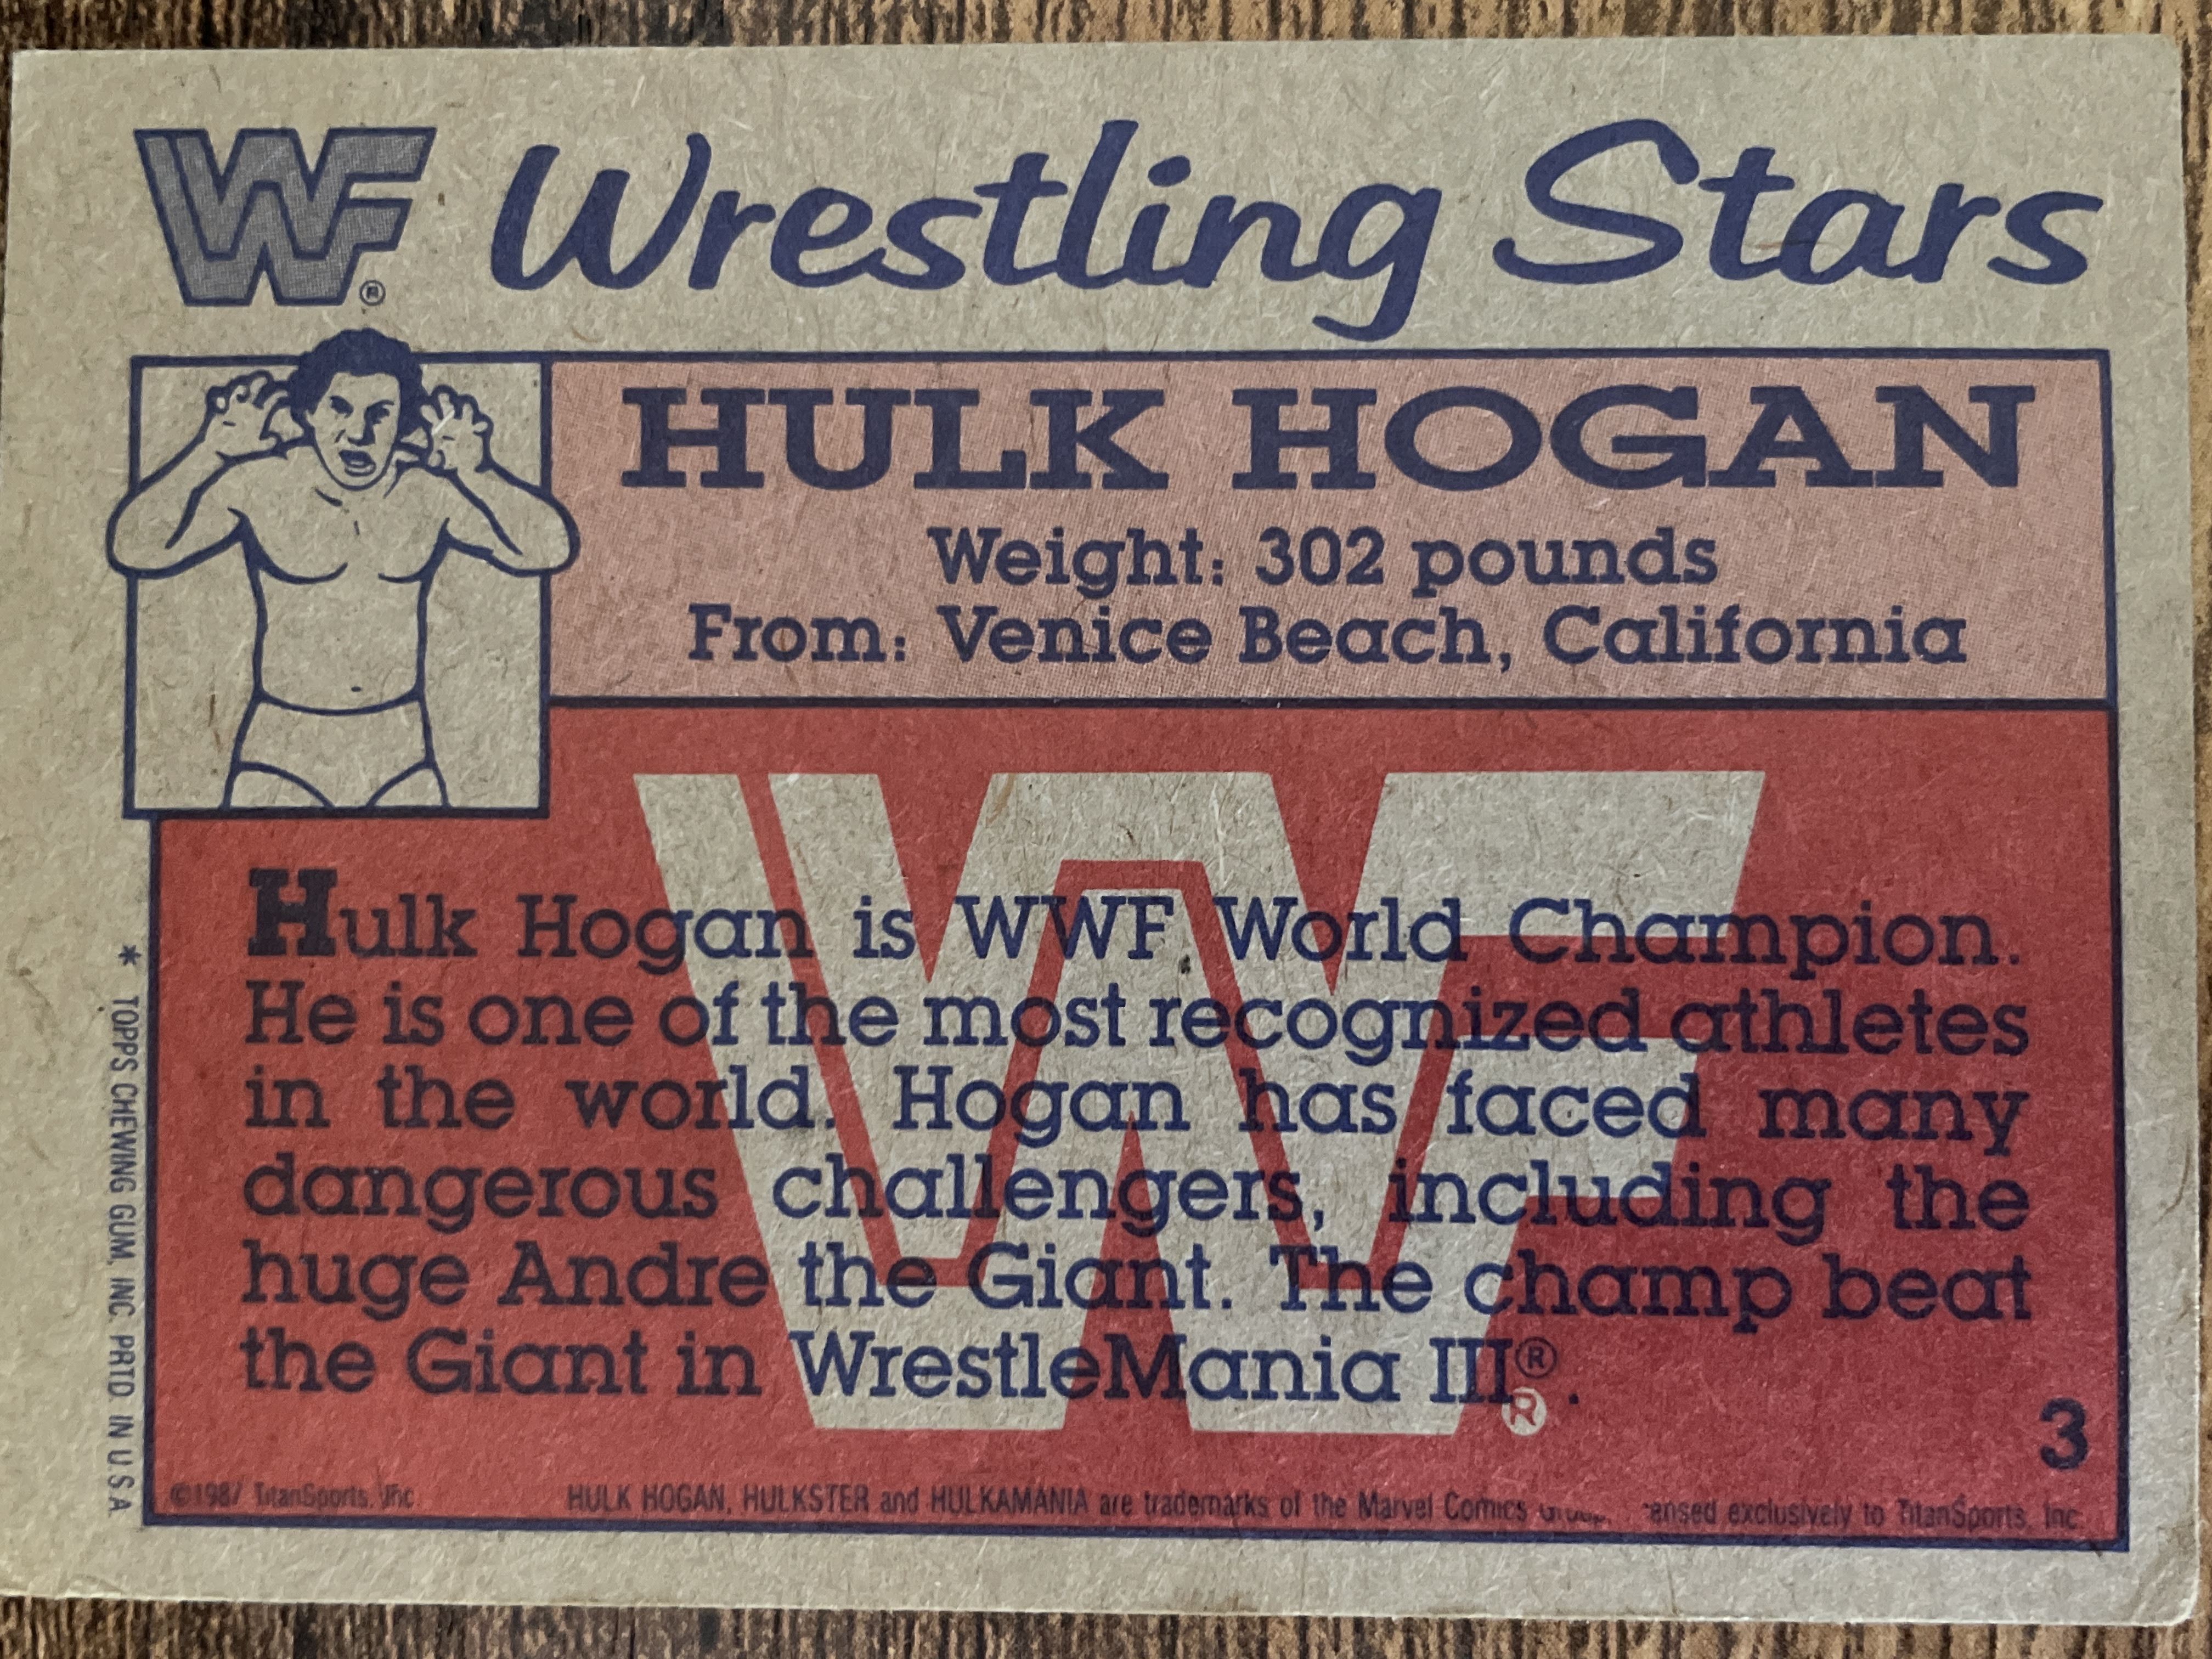 WF® Wrestling Stars
HULK HOGAN
Weight: 302 pounds
From: Venice Beach, California
WF®
Hulk Hogan is WWF World Champion.
He is one of the most recognized athletes
in the world. Hogan has faced many
dangerous challengers, including the
huge Andre the Giant. The champ beat
the Giant in WrestleMania III®.
3
©1987 TitanSports, Inc.
HULK HOGAN, HULKSTER and HULKAMANIA are trademarks of the Marvel Comics Group, exclusively to TitanSports, Inc.
* TOPPS CHEWING GUM, INC. PRTD. IN U.S.A.